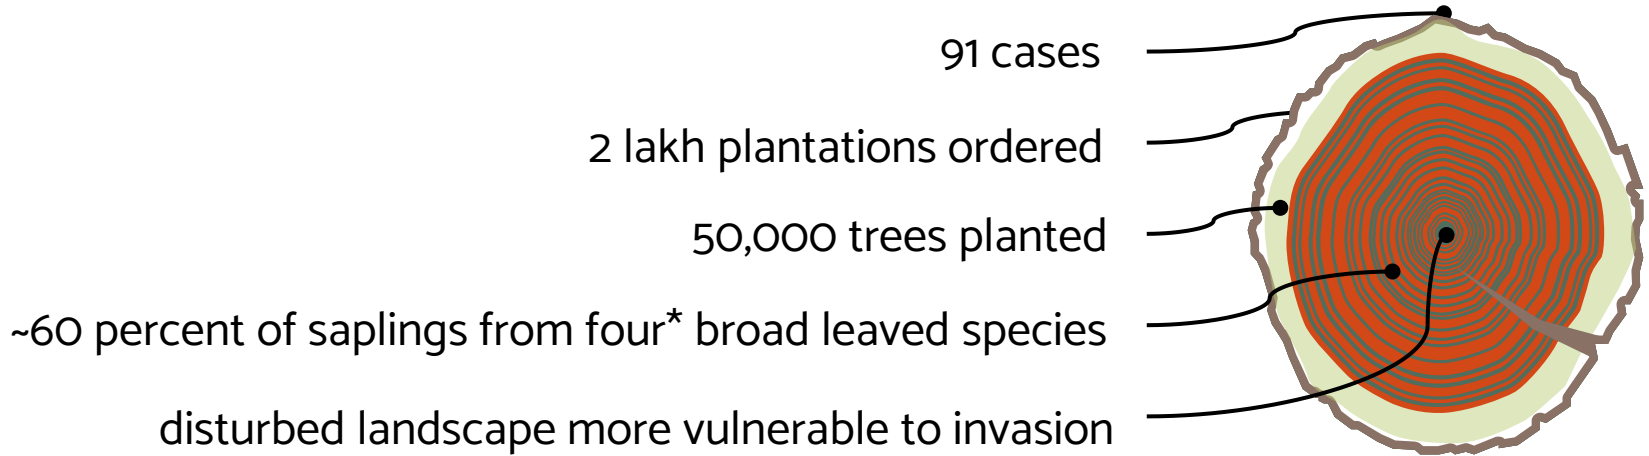 91 cases
2 lakh plantations ordered
50,000 trees planted
~60 percent of saplings from four* broad leaved species
disturbed landscape more vulnerable to invasion